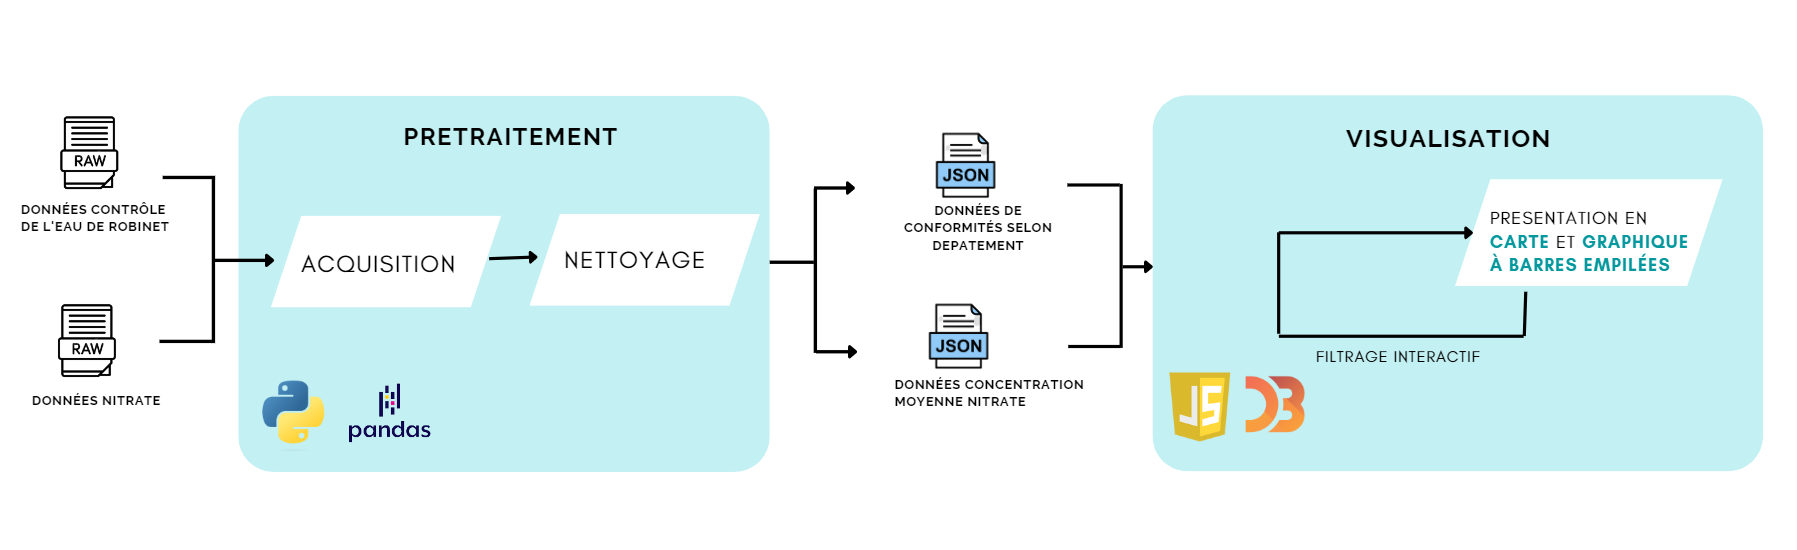 RAW
DONNÉES CONTRÔLE
DE L'EAU DE ROBINET
RAW
DONNÉES NITRATE
PRETRAITEMENT
ACQUISITION
NETTOYAGE
pandas
JSON
DONNÉES DE
CONFORMITÉS SELON
DEPATEMENT
JSON
DONNÉES CONCENTRATION
MOYENNE NITRATE
VISUALISATION
PRESENTATION EN
CARTE ET GRAPHIQUE
À BARRES EMPILÉES
FILTRAGE INTERACTIF
JS
D3